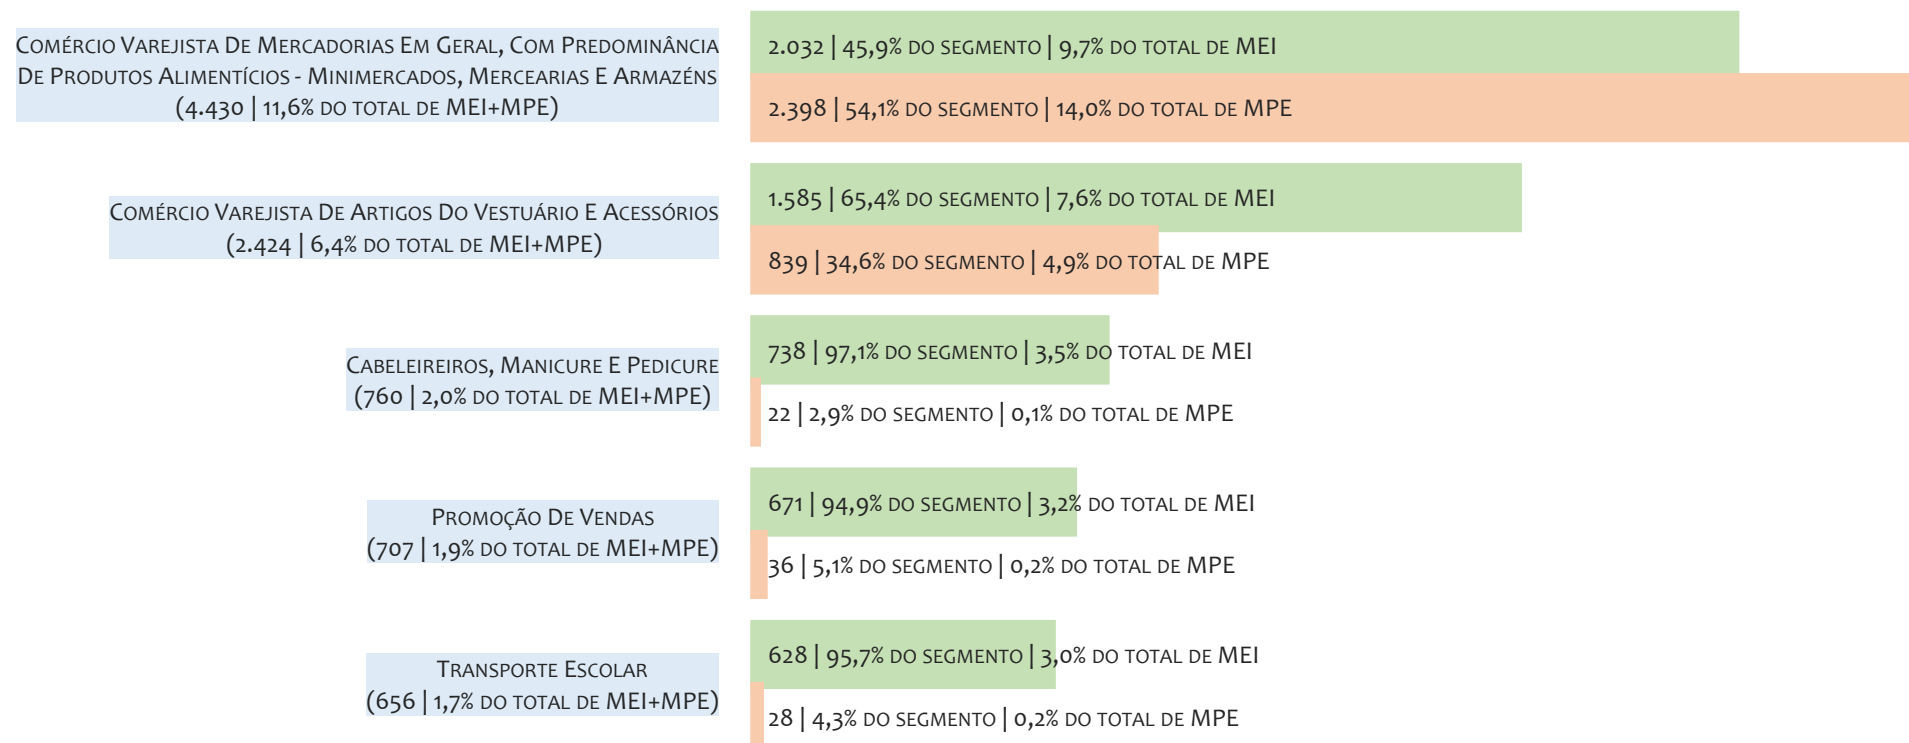 Comércio Varejista De Mercadorias Em Geral, Com Predominância
De Produtos Alimentícios - Minimercados, Mercearias E Armazéns
(4.430 | 11,6% do total de MEI+MPE)
2.032 | 45,9% do segmento | 9,7% do total de MEI
2.398 | 54,1% do segmento | 14,0% do total de MPE
Comércio Varejista De Artigos Do Vestuário E Acessórios
(2.424 | 6,4% do total de MEI+MPE)
1.585 | 65,4% do segmento | 7,6% do total de MEI
839 | 34,6% do segmento | 4,9% do total de MPE
Cabeleireiros, Manicure E Pedicure
(760 | 2,0% do total de MEI+MPE)
738 | 97,1% do segmento | 3,5% do total de MEI
22 | 2,9% do segmento | 0,1% do total de MPE
Promoção De Vendas
(707 | 1,9% do total de MEI+MPE)
671 | 94,9% do segmento | 3,2% do total de MEI
36 | 5,1% do segmento | 0,2% do total de MPE
Transporte Escolar
(656 | 1,7% do total de MEI+MPE)
628 | 95,7% do segmento | 3,0% do total de MEI
28 | 4,3% do segmento | 0,2% do total de MPE